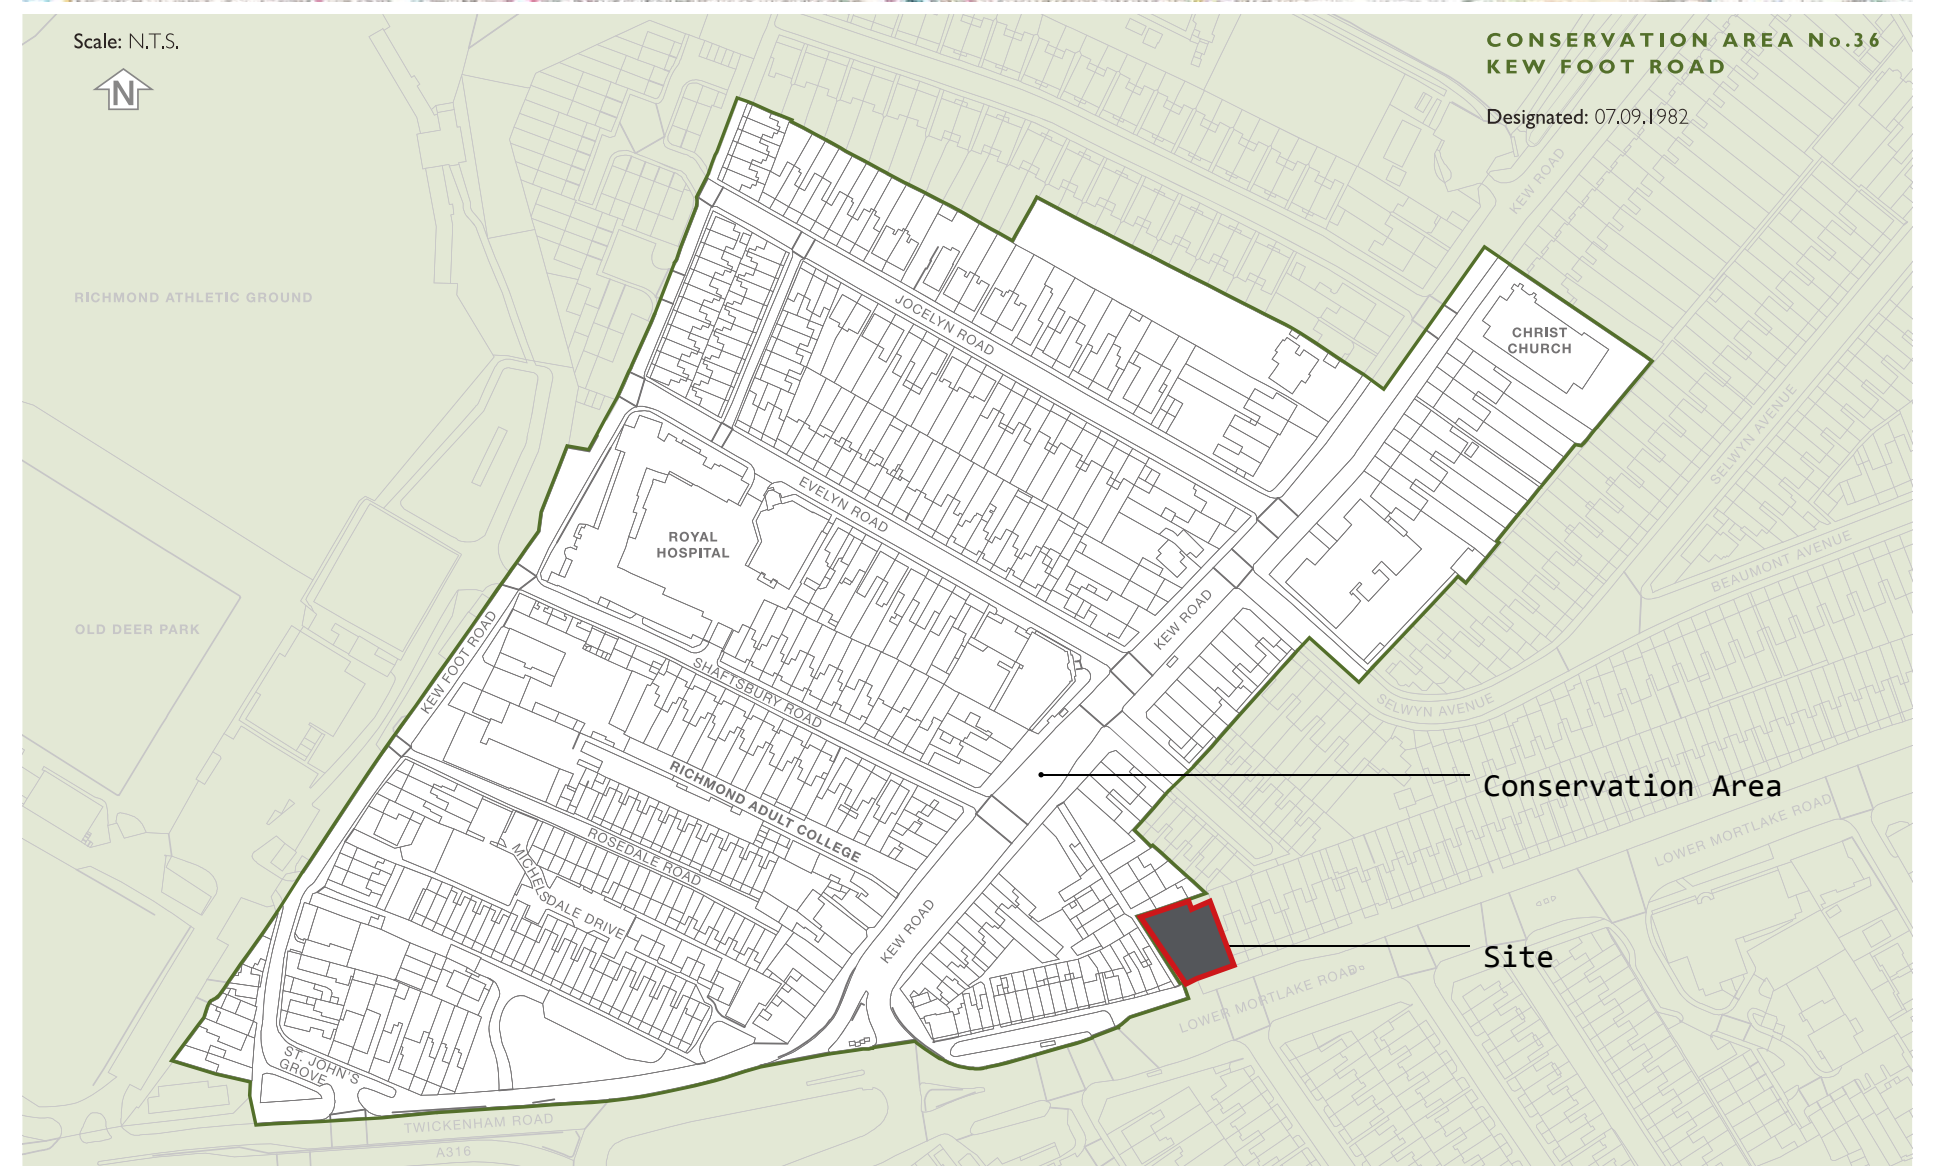 Scale: N.T.S.
N
CONSERVATION AREA No.36
KEW FOOT ROAD
Designated: 07.09.1982
KEW ROAD
RICHMOND ATHLETIC GROUND
JOCELYN ROAD
CHRIST
CHURCH
SELWYN AVENUE
EVELYN ROAD
ROYAL
HOSPITAL
BEAUMONT AVENUE
OLD DEER PARK
KEW ROAD
KEW FOOT ROAD
SHAFTSBURY ROAD
SELWYN AVENUE
RICHMOND ADULT COLLEGE
Conservation Area
LOWER MORTLAKE ROAD
ROSEDALE ROAD
MICHELSDALE DRIVE
KEW ROAD
Site
LOWER MORTLAKE ROAD
ST. JOHN'S
GROVE
TWICKENHAM ROAD
A316